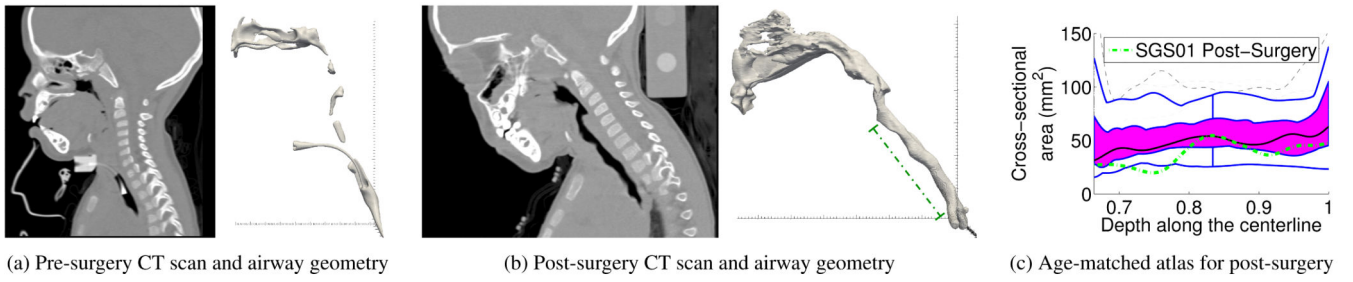 (a) Pre-surgery CT scan and airway geometry
(b) Post-surgery CT scan and airway geometry
150
100
50
0
Cross-sectional
area (mm²)
SGS01 Post-Surgery
0.7 0.8 0.9 1
Depth along the centerline
(c) Age-matched atlas for post-surgery